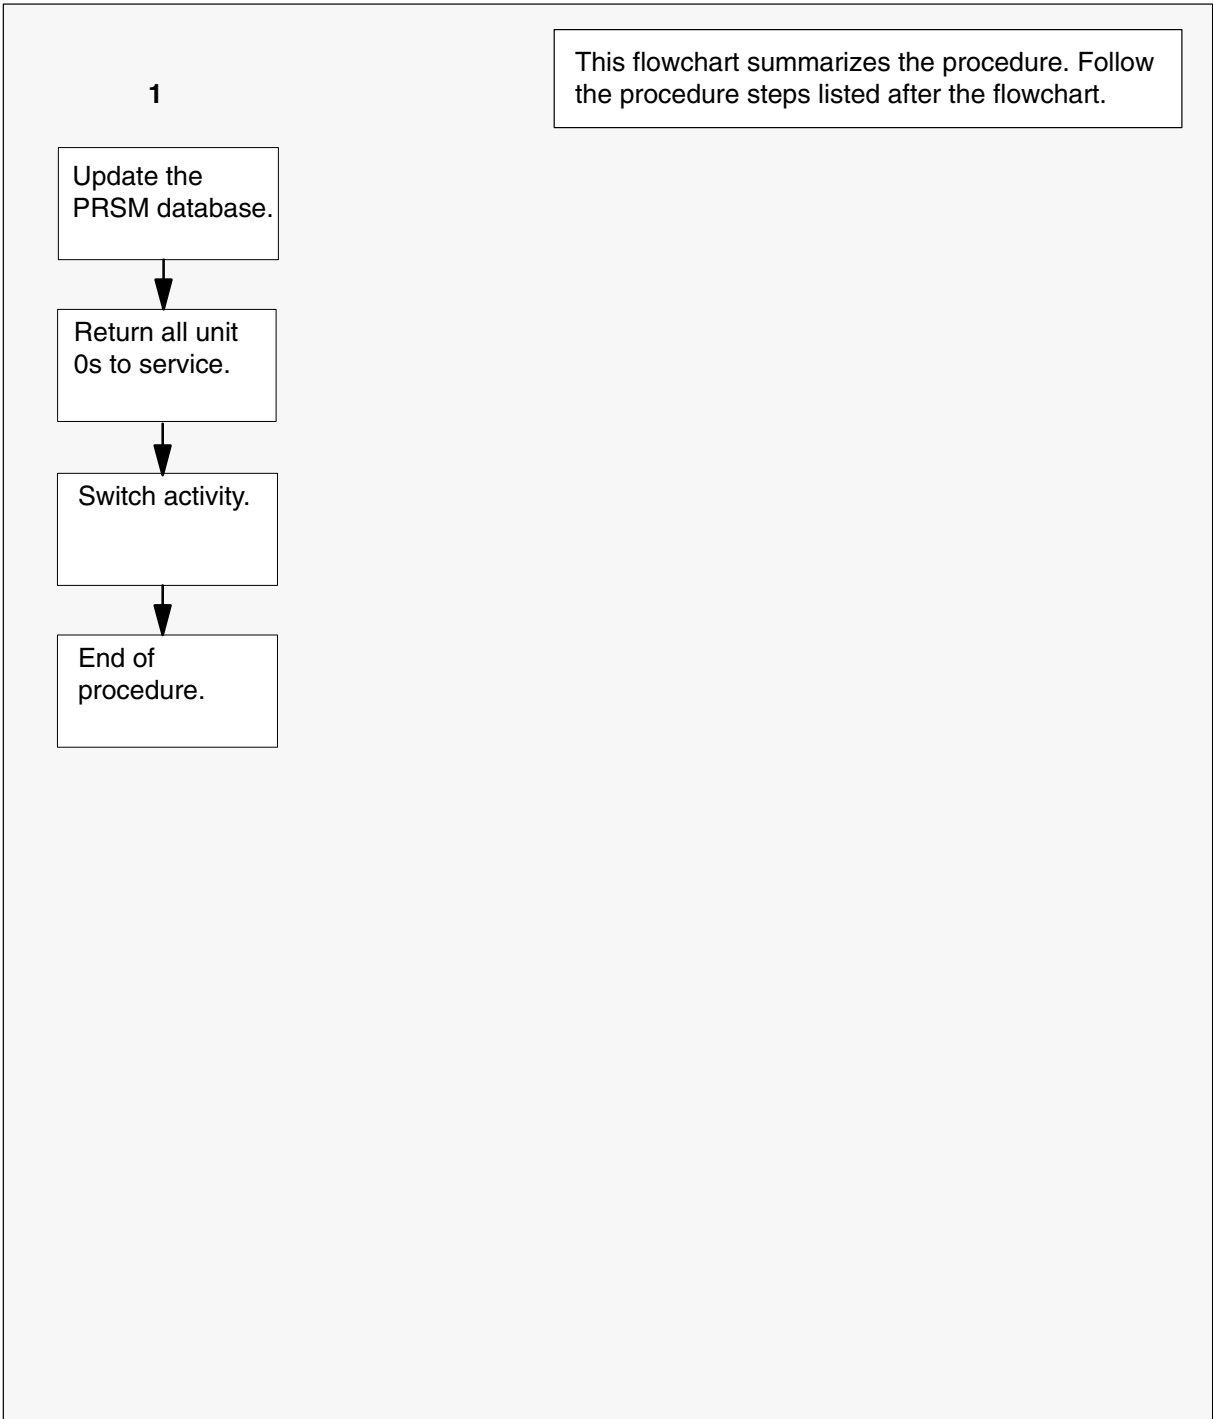 This flowchart summarizes the procedure. Follow
the procedure steps listed after the flowchart.
1
Update the
PRSM database.
Return all unit
0s to service.
Switch activity.
End of
procedure.